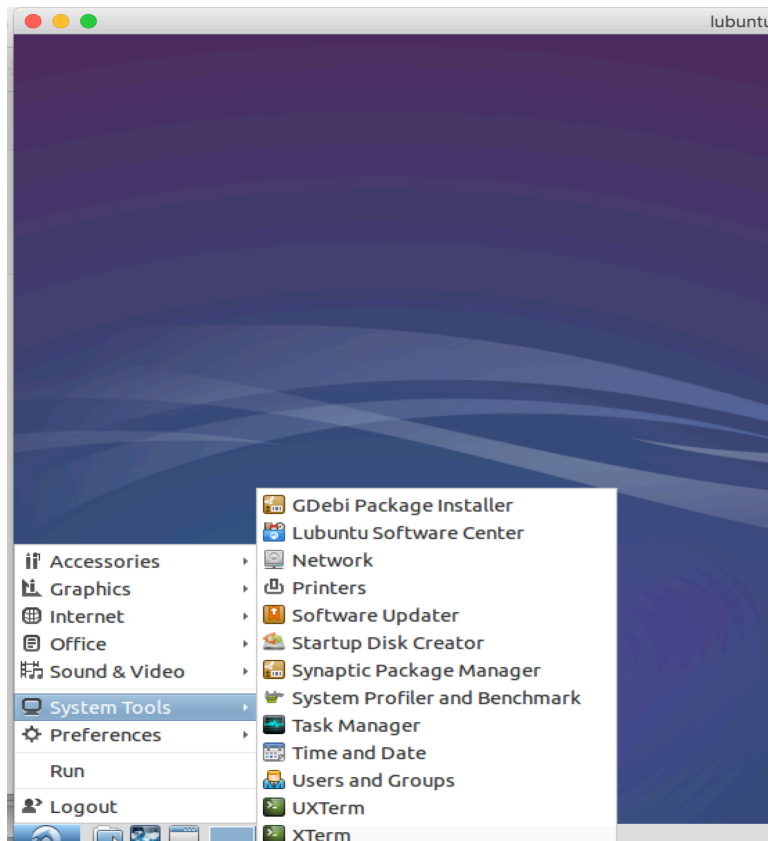 lubuntu
GDebi Package Installer
Lubuntu Software Center
Network
Printers
Software Updater
Startup Disk Creator
Synaptic Package Manager
System Profiler and Benchmark
Task Manager
Time and Date
Users and Groups
UXTerm
XTerm
Accessories
Graphics
Internet
Office
Sound & Video
System Tools
Preferences
Run
Logout